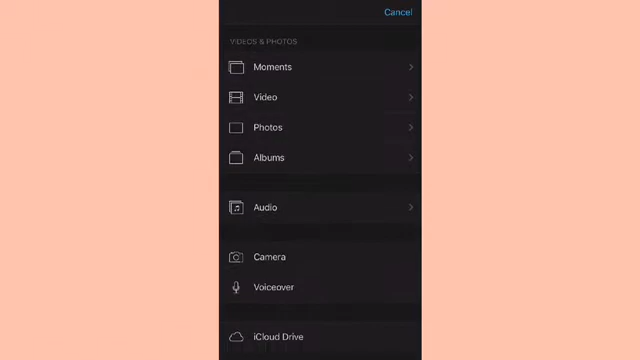 Cancel
VIDEOS & PHOTOS
Moments
Video
Photos
Albums
Audio
Camera
Voiceover
iCloud Drive